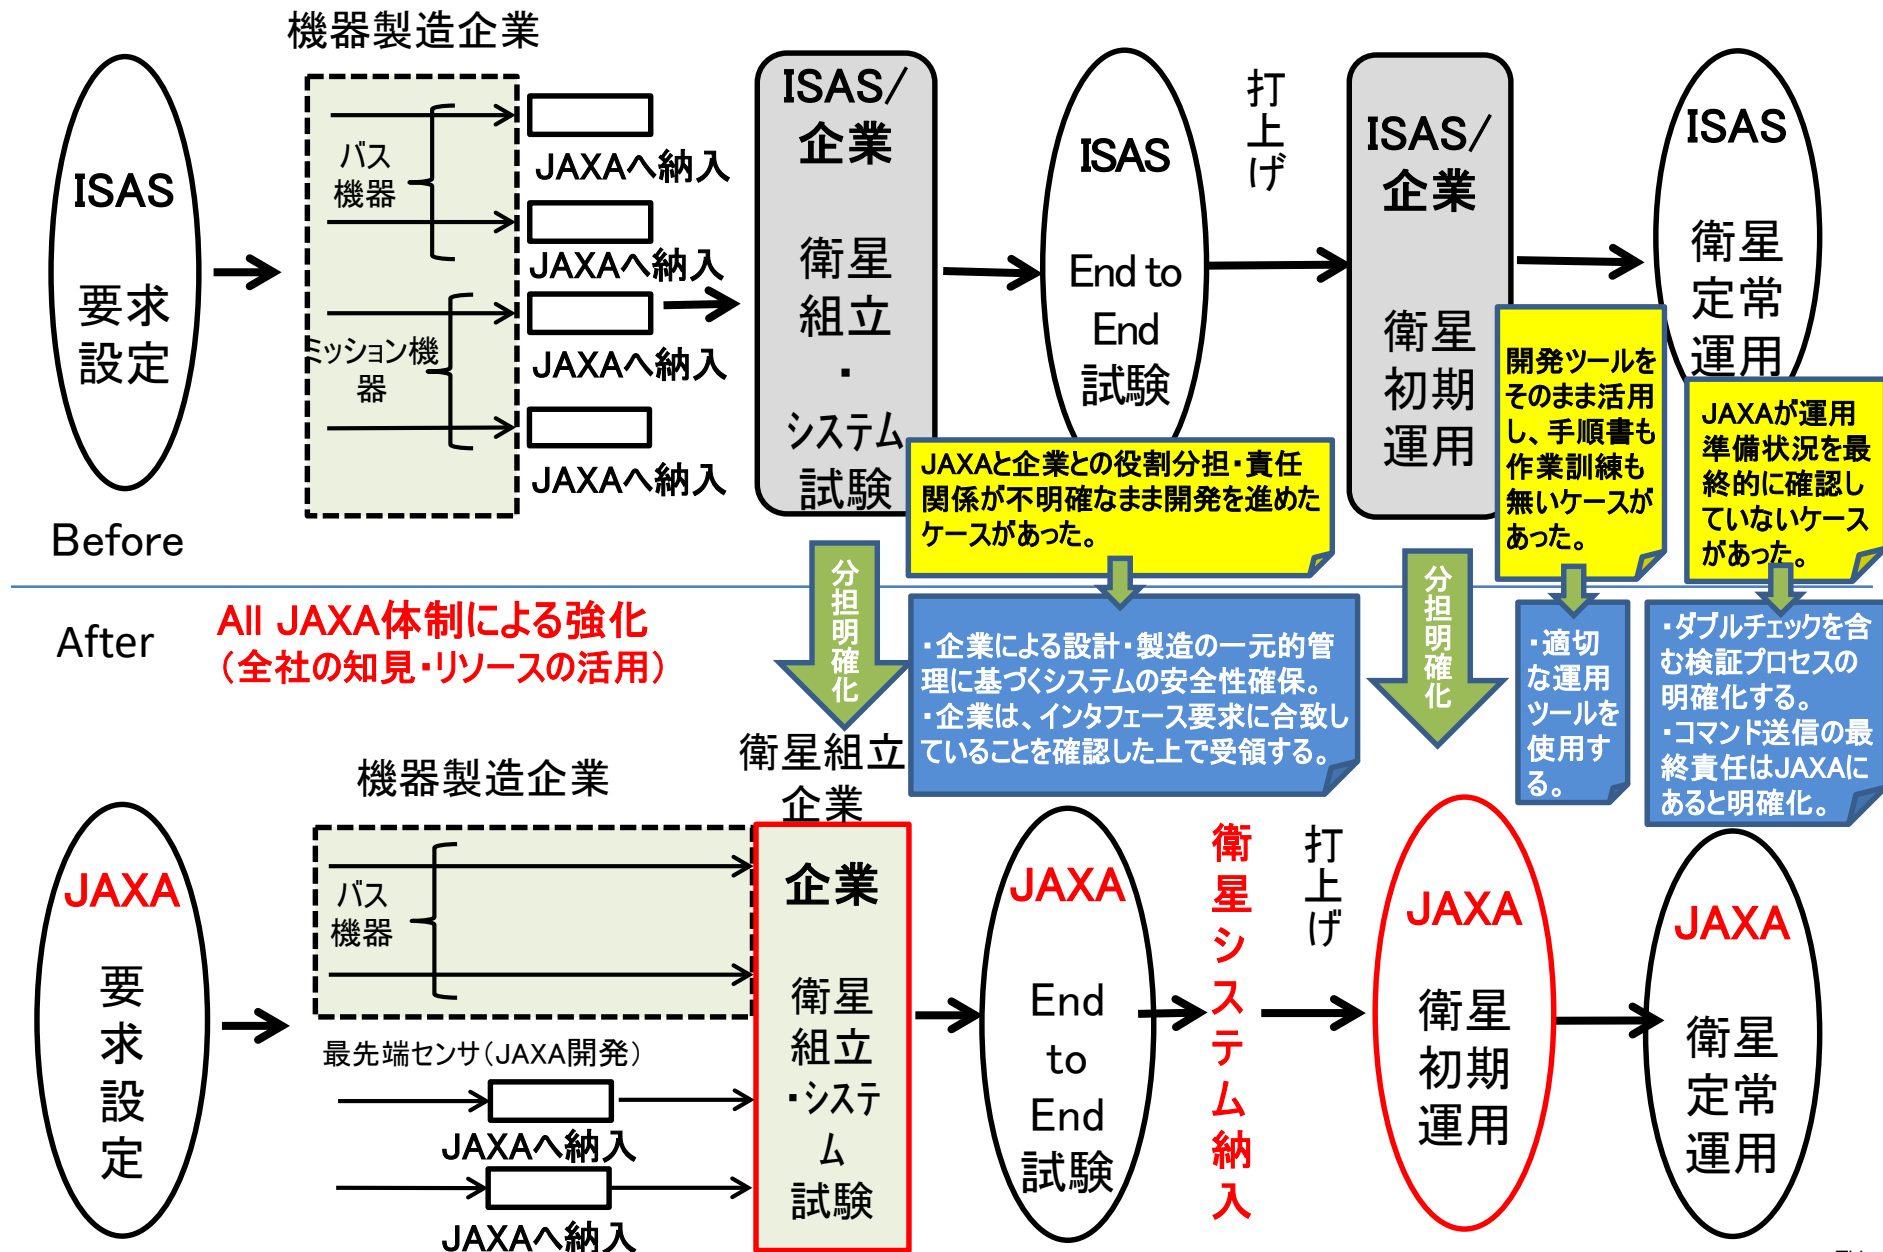 機器製造企業
ISAS
要求
設定
バス
機器
ミッション機
器
JAXAへ納入
JAXAへ納入
JAXAへ納入
JAXAへ納入
ISAS/
企業
衛星
組立
・
システム
試験
ISAS
End to
End
試験
打上げ
ISAS/
企業
衛星
初期
運用
ISAS
衛星
定常
運用
JAXAと企業との役割分担・責任
関係が不明確なまま開発を進めた
ケースがあった。
開発ツールを
そのまま活用
し、手順書も
作業訓練も
無いケースが
あった。
JAXAが運用
準備状況を最
終的に確認し
ていないケース
があった。
Before
After
All JAXA体制による強化
（全社の知見・リソースの活用）
分担明確化
・企業による設計・製造の一元的管
理に基づくシステムの安全性確保。
・企業は、インタフェース要求に合致し
ていることを確認した上で受領する。
分担明確化
・適切
な運用
ツールを
使用す
る。
・ダブルチェックを含
む検証プロセスの
明確化する。
・コマンド送信の最
終責任はJAXAに
あると明確化。
JAXA
要
求
設
定
機器製造企業
バス
機器
最先端センサ（JAXA開発）
JAXAへ納入
JAXAへ納入
衛星組立
企業
企業
衛星
組立
・システ
ム
試験
JAXA
End
to
End
試験
衛星システム納入
打上げ
JAXA
衛星
初期
運用
JAXA
衛星
定常
運用